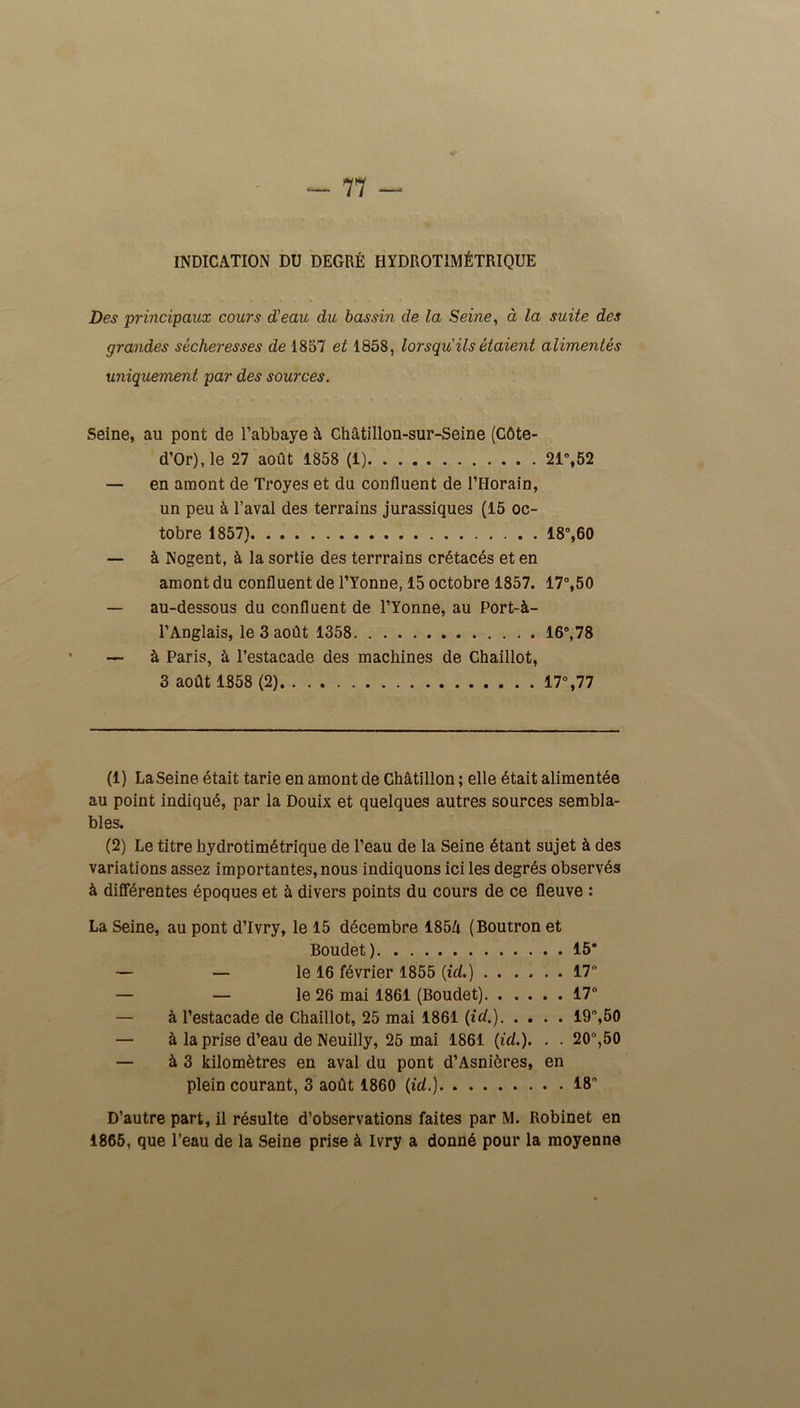 — 77 —
INDICATION DU DEGRÉ HYDROTIMÉTRIQUE
Des principaux cours d'eau du bassin de la Seine, à la suite des
grandes sécheresses de 1857 et 1858, lorsqu'ils étaient alimentés
uniquement par des sources.
Seine, au pont de l'abbaye à Châtillon-sur-Seine (Côte-
d'Or), le 27 août 1858 (1). . . . . . . . . . . . . 21°,52
— en amont de Troyes et du confluent de l'Horain,
un peu à l'aval des terrains jurassiques (15 oc-
tobre 1857). . . . . . . . . . . . . . . . . . . . 18°,60
— à Nogent, à la sortie des terrrains crétacés et en
amont du confluent de l'Yonne, 15 octobre 1857. 17°,50
— au-dessous du confluent de l'Yonne, au Port-à-
l'Anglais, le 3 août 1358. . . . . . . . . . . . . 16°,78
— à Paris, à l'estacade des machines de Chaillot,
3 août 1858 (2). . . . . . . . . . . . . . . . . . 17°,77
(1) La Seine était tarie en amont de Châtillon ; elle était alimentée
au point indiqué, par la Douix et quelques autres sources sembla-
bles.
(2) Le titre hydrotimétrique de l'eau de la Seine étant sujet à des
variations assez importantes, nous indiquons ici les degrés observés
à différentes époques et à divers points du cours de ce fleuve :
La Seine, au pont d'Ivry, le 15 décembre 1854 (Boutron et
Boudet). . . . . . . . . . . . . 15°
— — le 16 février 1855 (id.) . . . . . . 17°
— — le 26 mai 1861 (Boudet). . . . . . 17°
— à l'estacade de Chaillot, 25 mai 1861 (id.). . . . . 19°,50
— à la prise d'eau de Neuilly, 25 mai 1861 (id.). . . 20°,50
— à 3 kilomètres en aval du pont d'Asnières, en
plein courant, 3 août 1860 (id.). . . . . . . . . 18°
D'autre part, il résulte d'observations faites par M. Robinet en
1865, que l'eau de la Seine prise à Ivry a donné pour la moyenne